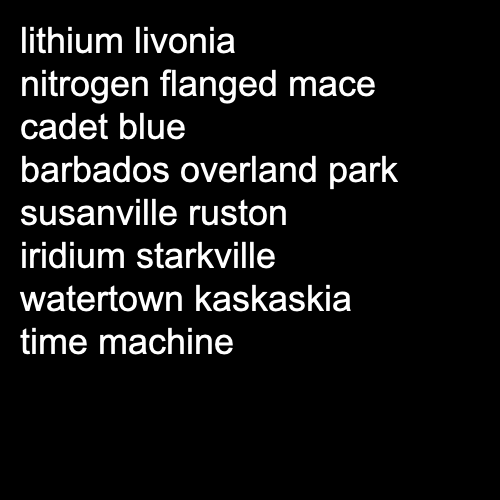 lithium livonia
nitrogen flanged mace
cadet blue
barbados overland park
susanville ruston
iridium starkville
watertown kaskaskia
time machine